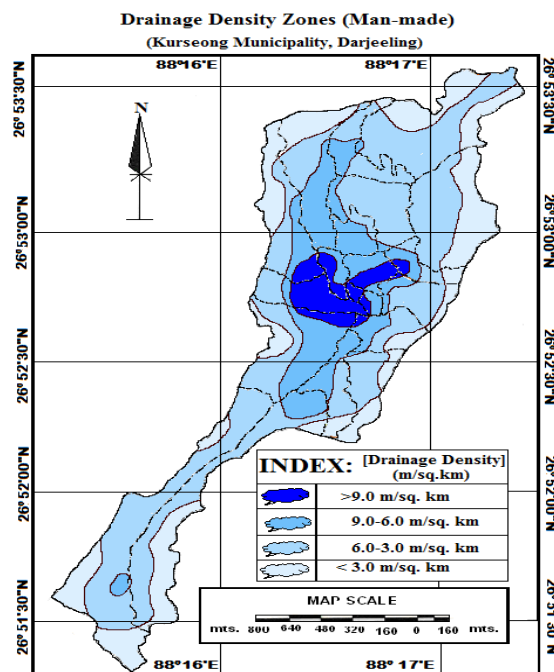 Drainage Density Zones (Man-made)
(Kurseong Municipality, Darjeeling)
88°16'E 88°17'E
26° 53'30"N 26° 53'30"N
N
26°53'00"N 26°53'00"N
26°52'30"N 26°52'30"N
INDEX: [Drainage Density]
(m/sq.km)
>9.0 m/sq. km
9.0-6.0 m/sq. km
6.0-3.0 m/sq. km
< 3.0 m/sq. km
26°52'00"N 26°52'00"N
MAP SCALE
mts. 800 640 480 320 160 0 160 mts.
26°51'30"N 26°51'30"N
88°16'E 88°17'E